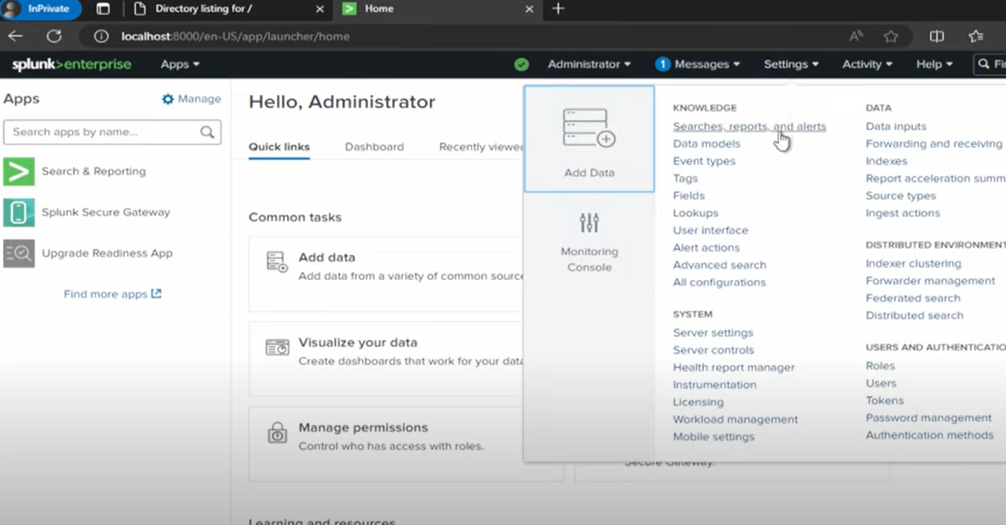 InPrivate
Directory listing for /
Home
localhost:8000/en-US/app/launcher/home
splunk>enterprise
Apps
Administrator
1
Messages
Settings
Activity
Help
Apps
Manage
Search apps by name...
Search & Reporting
Splunk Secure Gateway
Upgrade Readiness App
Find more apps
Hello, Administrator
Quick links
Dashboard
Recently viewed
Common tasks
Add data
Add data from a variety of common
Visualize your data
Create dashboards that work for your data
Manage permissions
Control who has access with roles.
Learning and resources
Add Data
Monitoring
Console
KNOWLEDGE
Searches, reports, and alerts
Data models
Event types
Tags
Fields
Lookups
User interface
Alert actions
Advanced search
All configurations
SYSTEM
Server settings
Server controls
Health report manager
Instrumentation
Licensing
Workload management
Mobile settings
DATA
Data inputs
Forwarding and receiving
Indexes
Report acceleration summ
Source types
Ingest actions
DISTRIBUTED ENVIRONMEN
Indexer clustering
Forwarder management
Federated search
Distributed search
USERS AND AUTHENTICATIO
Roles
Users
Tokens
Password management
Authentication methods
Secure Gateway.